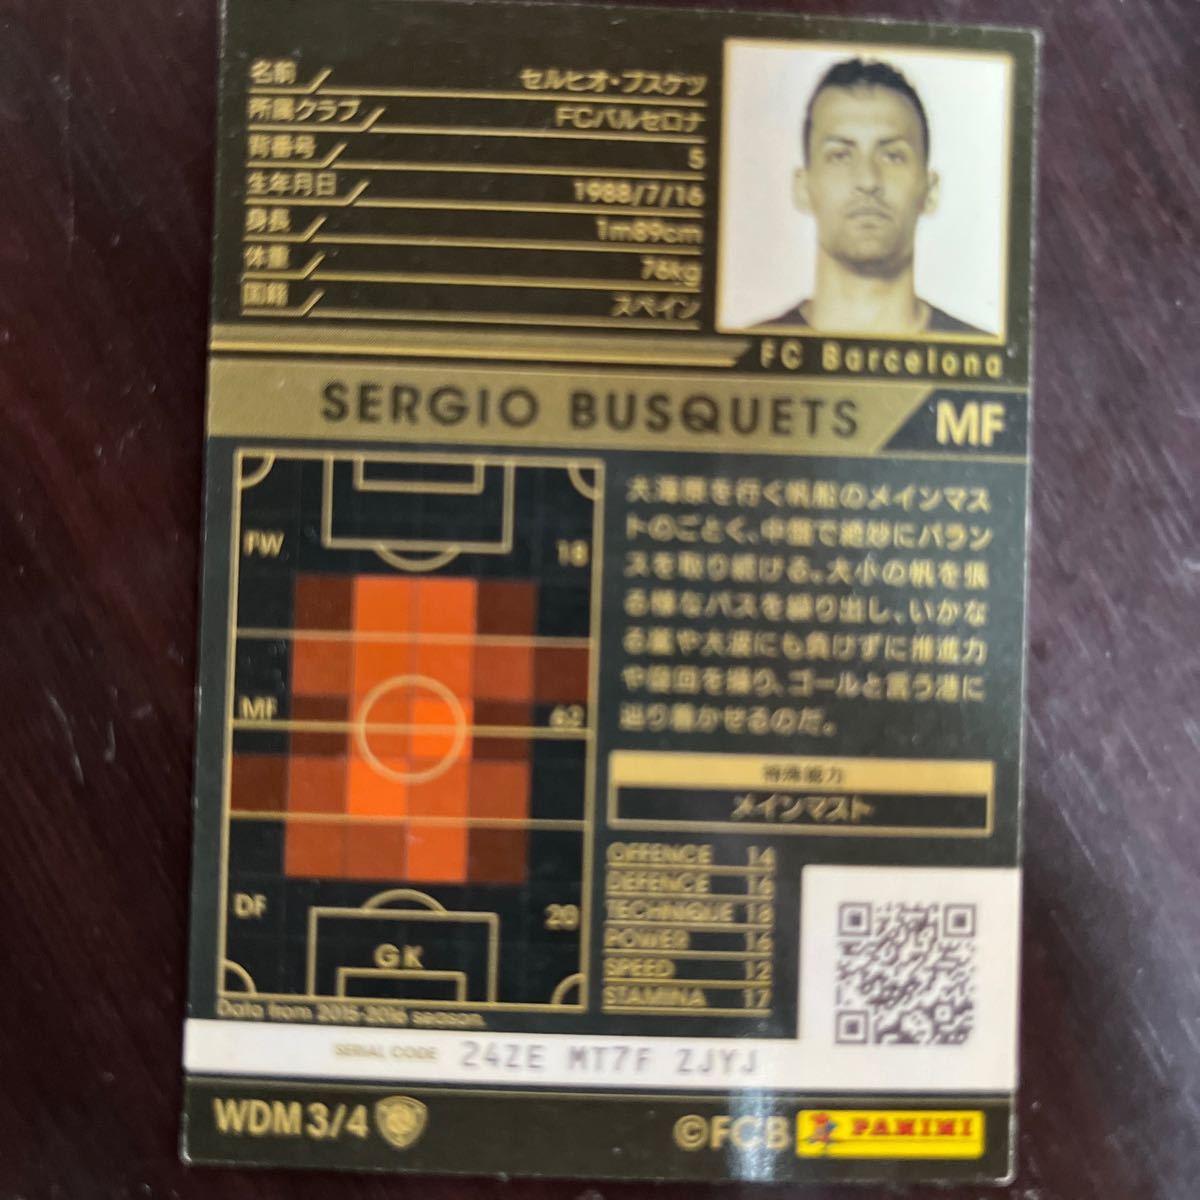 名前 セルヒオ・ブスケツ
所属クラブ FCバルセロナ
背番号 5
生年月日 1988/7/16
身長 1m89cm
体重 76kg
国籍 スペイン
FC Barcelona
SERGIO BUSQUETS MF
FW 18
MF 62
DF 20
GK
Data from 2015-2016 season.
大海原を行く帆船のメインマス
トのごとく、中盤で絶妙にバラン
スを取り続ける。大小の帆を張
る様なパスを繰り出し、いかな
る嵐や大波にも負けずに推進力
や旋回を操り、ゴールと言う港に
辿り着かせるのだ。
特殊能力
メインマスト
OFFENCE 14
DEFENCE 16
TECHNIQUE 18
POWER 16
SPEED 12
STAMINA 17
SERIAL CODE 24ZE MT7F ZJYJ
WDM 3/4
©FCB PANINI